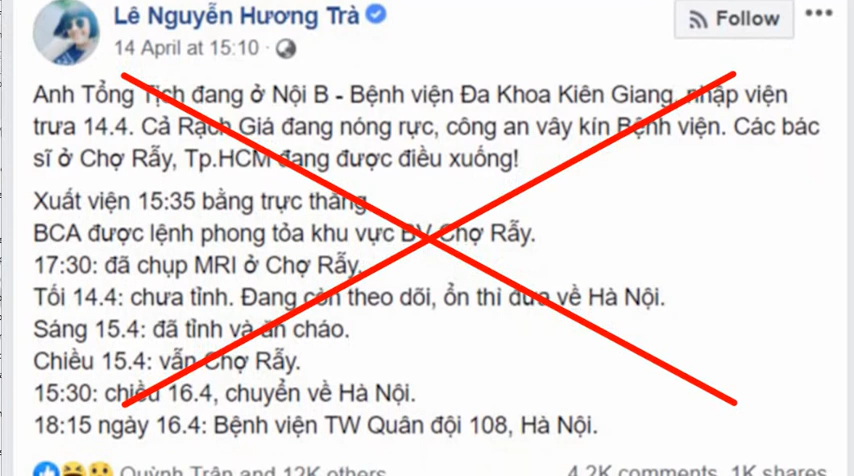 Lê Nguyễn Hương Trà
Follow
14 April at 15:10
Anh Tổng Tịch đang ở Nội B - Bệnh viện Đa Khoa Kiên Giang, nhập viện
trưa 14.4. Cả Rạch Giá đang nóng rực, công an vây kín Bệnh viện. Các bác
sĩ ở Chợ Rẫy, Tp.HCM đang được điều xuống!
Xuất viện 15:35 bằng trực thăng.
BCA được lệnh phong tỏa khu vực BV Chợ Rẫy.
17:30: đã chụp MRI ở Chợ Rẫy.
Tối 14.4: chưa tỉnh. Đang còn theo dõi, ổn thì đưa về Hà Nội.
Sáng 15.4: đã tỉnh và ăn cháo.
Chiều 15.4: vẫn Chợ Rẫy.
15:30: chiều 16.4, chuyển về Hà Nội.
18:15 ngày 16.4: Bệnh viện TW Quân đội 108, Hà Nội.
Quỳnh Trân and 12K others
4.2K comments 1K shares